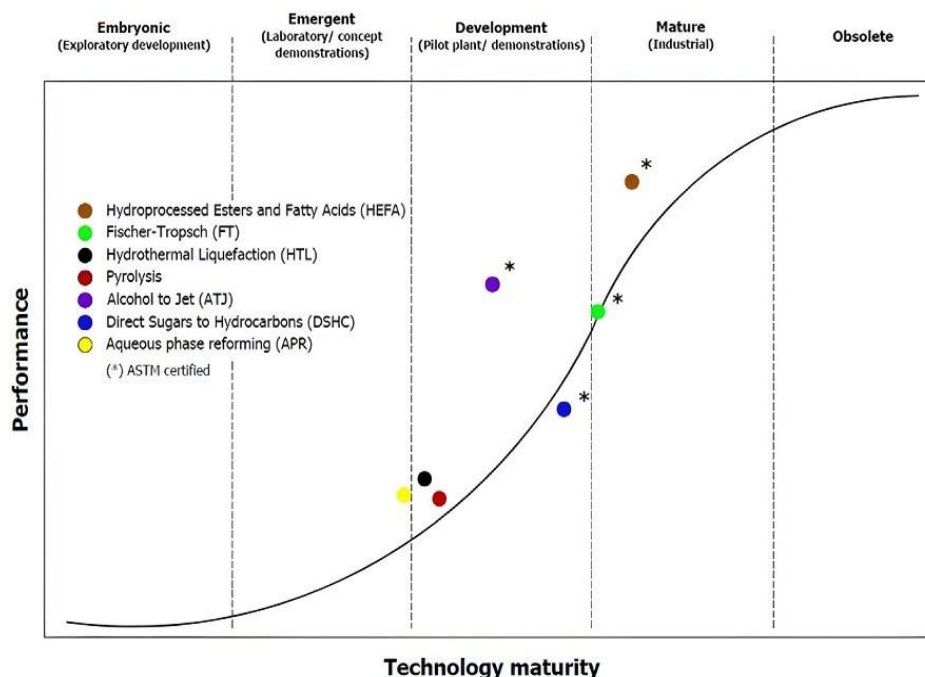 Embryonic
(Exploratory development)
Emergent
(Laboratory/ concept
demonstrations)
Development
(Pilot plant/ demonstrations)
Mature
(Industrial)
Obsolete
Performance
Hydroprocessed Esters and Fatty Acids (HEFA)
Fischer-Tropsch (FT)
Hydrothermal Liquefaction (HTL)
Pyrolysis
Alcohol to Jet (ATJ)
Direct Sugars to Hydrocarbons (DSHC)
Aqueous phase reforming (APR)
(*) ASTM certified
*
*
*
*
Technology maturity